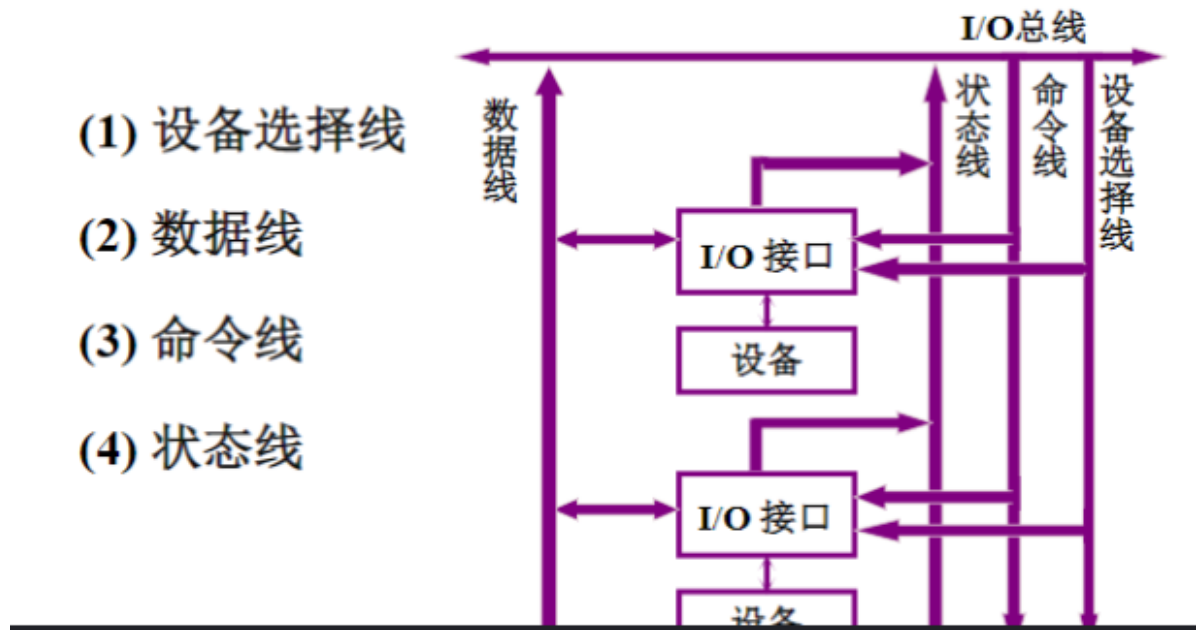 (1) 设备选择线
(2) 数据线
(3) 命令线
(4) 状态线
I/O总线
数据线
状态线
命令线
设备选择线
I/O 接口
设备
I/O 接口
设备